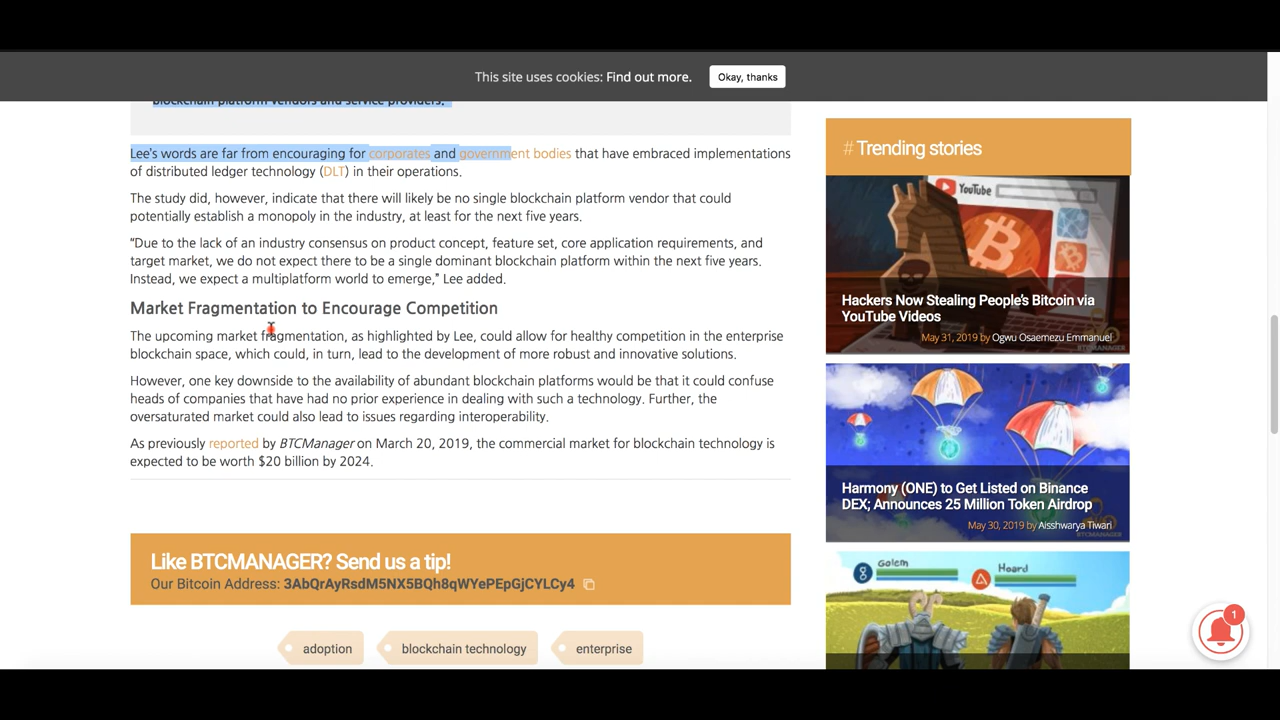 This site uses cookies: Find out more.
Okay, thanks
blockchain platform vendors and service providers.
Lee's words are far from encouraging for corporates and government bodies that have embraced implementations
of distributed ledger technology (DLT) in their operations.
The study did, however, indicate that there will likely be no single blockchain platform vendor that could
potentially establish a monopoly in the industry, at least for the next five years.
"Due to the lack of an industry consensus on product concept, feature set, core application requirements, and
target market, we do not expect there to be a single dominant blockchain platform within the next five years.
Instead, we expect a multiplatform world to emerge," Lee added.
Market Fragmentation to Encourage Competition
The upcoming market fragmentation, as highlighted by Lee, could allow for healthy competition in the enterprise
blockchain space, which could, in turn, lead to the development of more robust and innovative solutions.
However, one key downside to the availability of abundant blockchain platforms would be that it could confuse
heads of companies that have had no prior experience in dealing with such a technology. Further, the
oversaturated market could also lead to issues regarding interoperability.
As previously reported by BTCManager on March 20, 2019, the commercial market for blockchain technology is
expected to be worth $20 billion by 2024.
Like BTCMANAGER? Send us a tip!
Our Bitcoin Address: 3AbQrAyRsdM5NX5BQh8qWYePEpGjCYLCy4
adoption
blockchain technology
enterprise
# Trending stories
YouTube
Hackers Now Stealing People's Bitcoin via
YouTube Videos
May 31, 2019 by Ogwu Osaemezu Emmanuel
BTCMANAGER
Harmony (ONE) to Get Listed on Binance
DEX; Announces 25 Million Token Airdrop
May 30, 2019 by Aisshwarya Tiwari
BTCMANAGER
Golem
Hoard
1